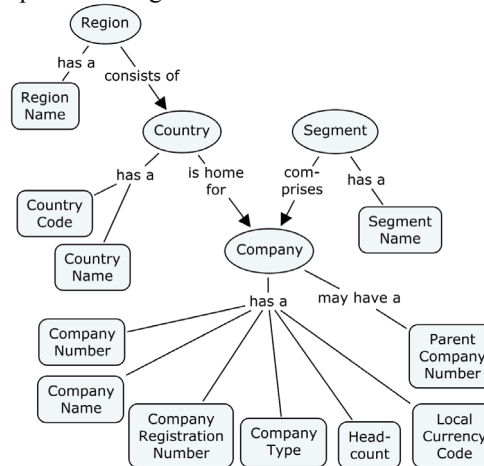 Region
has a
consists of
Region
Name
Country
Segment
has a
is home
for
com-
prises
has a
Country
Code
Country
Name
Segment
Name
Company
has a
may have a
Company
Number
Parent
Company
Number
Company
Name
Company
Registration
Number
Company
Type
Head-
count
Local
Currency
Code